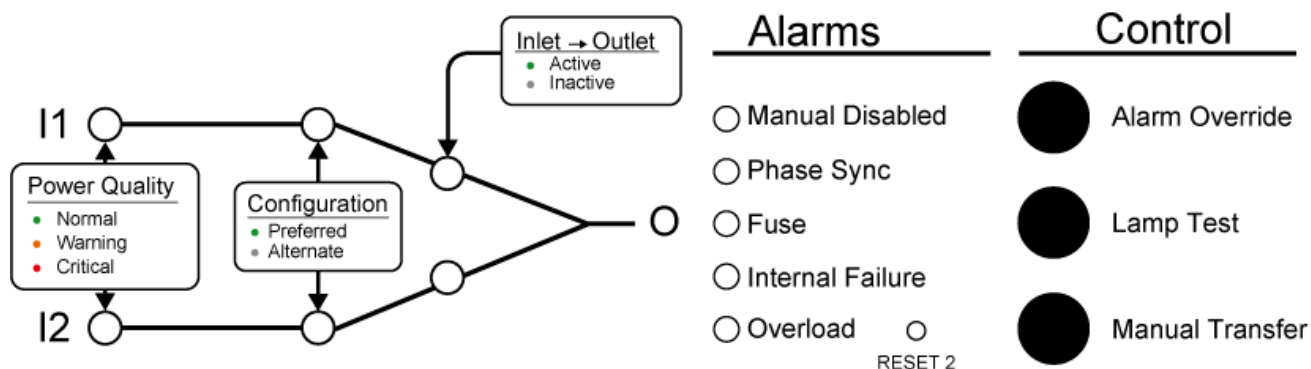 I1
I2
Power Quality
Normal
Warning
Critical
Configuration
Preferred
Alternate
Inlet → Outlet
Active
Inactive
O
Alarms
Manual Disabled
Phase Sync
Fuse
Internal Failure
Overload
RESET 2
Control
Alarm Override
Lamp Test
Manual Transfer